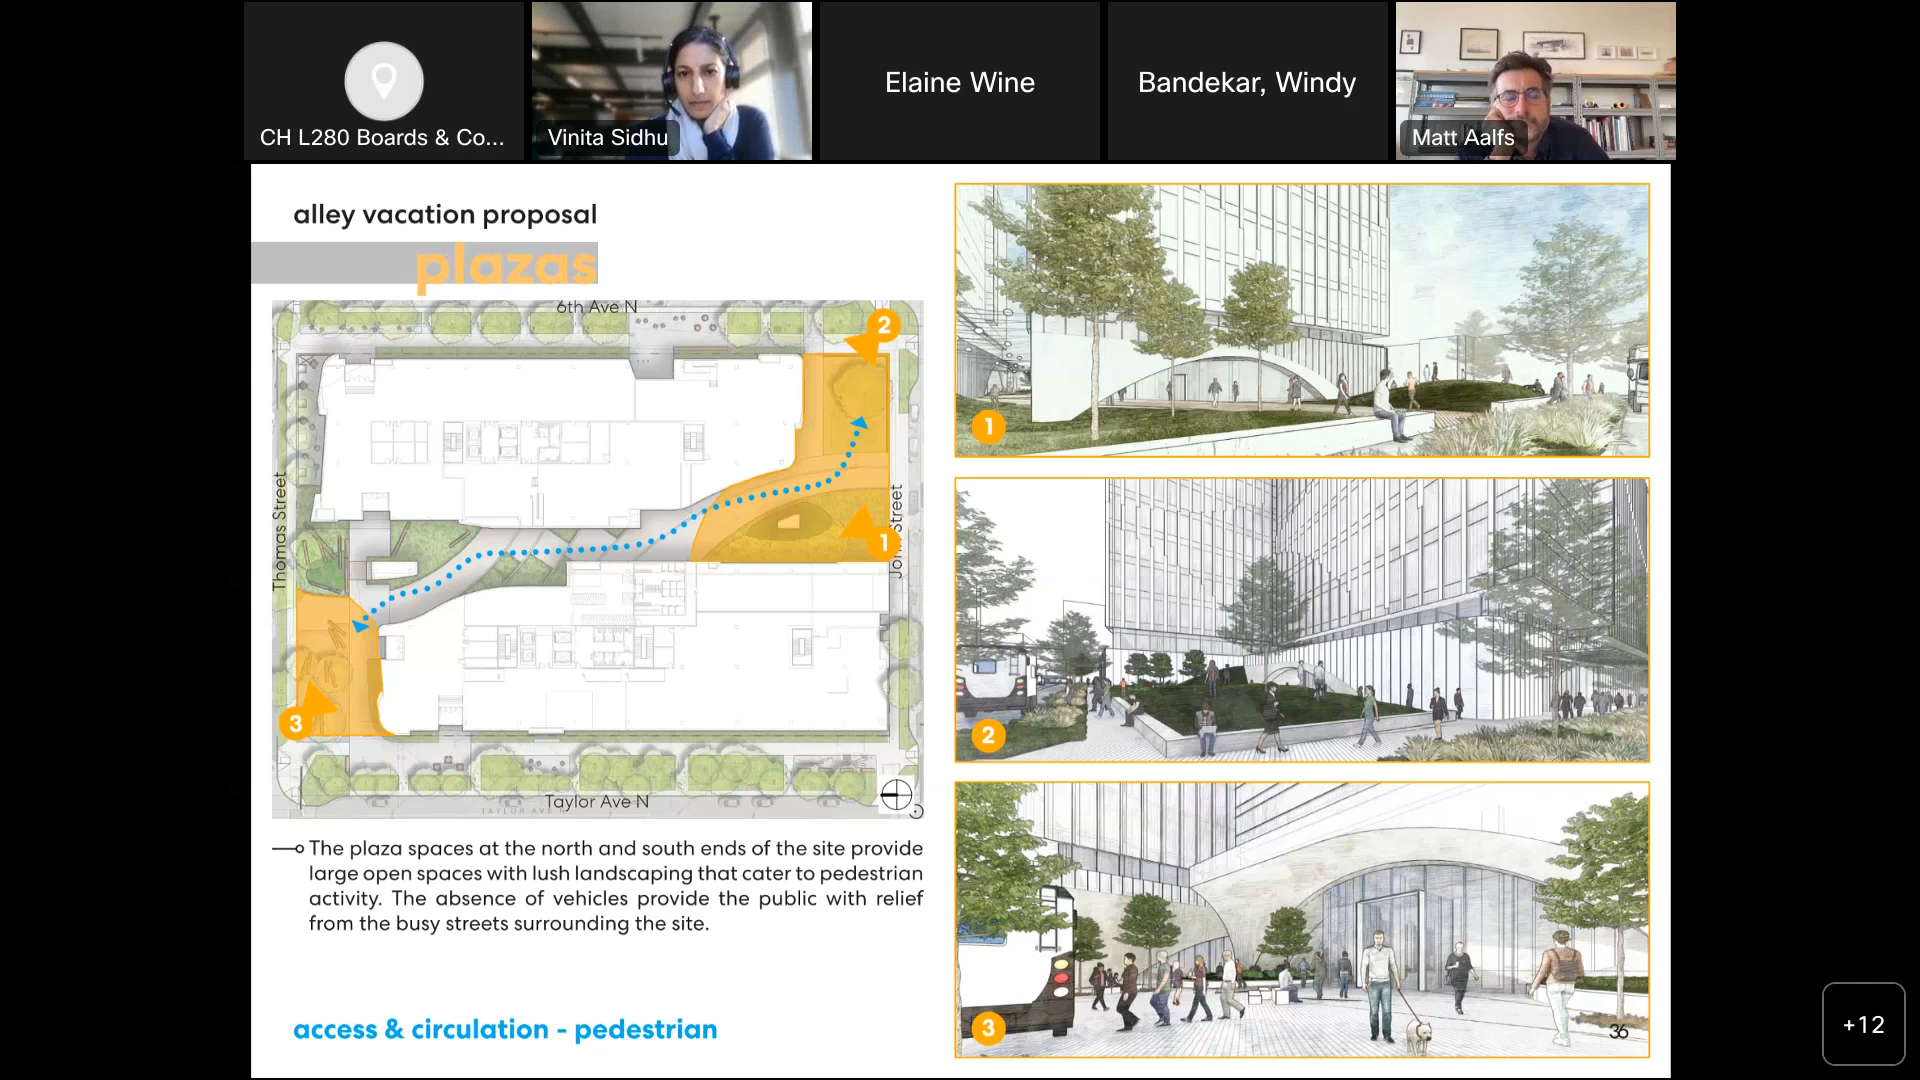 CH L280 Boards & Co...
Vinita Sidhu
Elaine Wine
Bandekar, Windy
Matt Aalfs
alley vacation proposal
plazas
6th Ave N
2
Thomas Street
1
Street
3
Taylor Ave N
TAYLOR AVE N
The plaza spaces at the north and south ends of the site provide
large open spaces with lush landscaping that cater to pedestrian
activity. The absence of vehicles provide the public with relief
from the busy streets surrounding the site.
access & circulation - pedestrian
1
2
3
36
+12